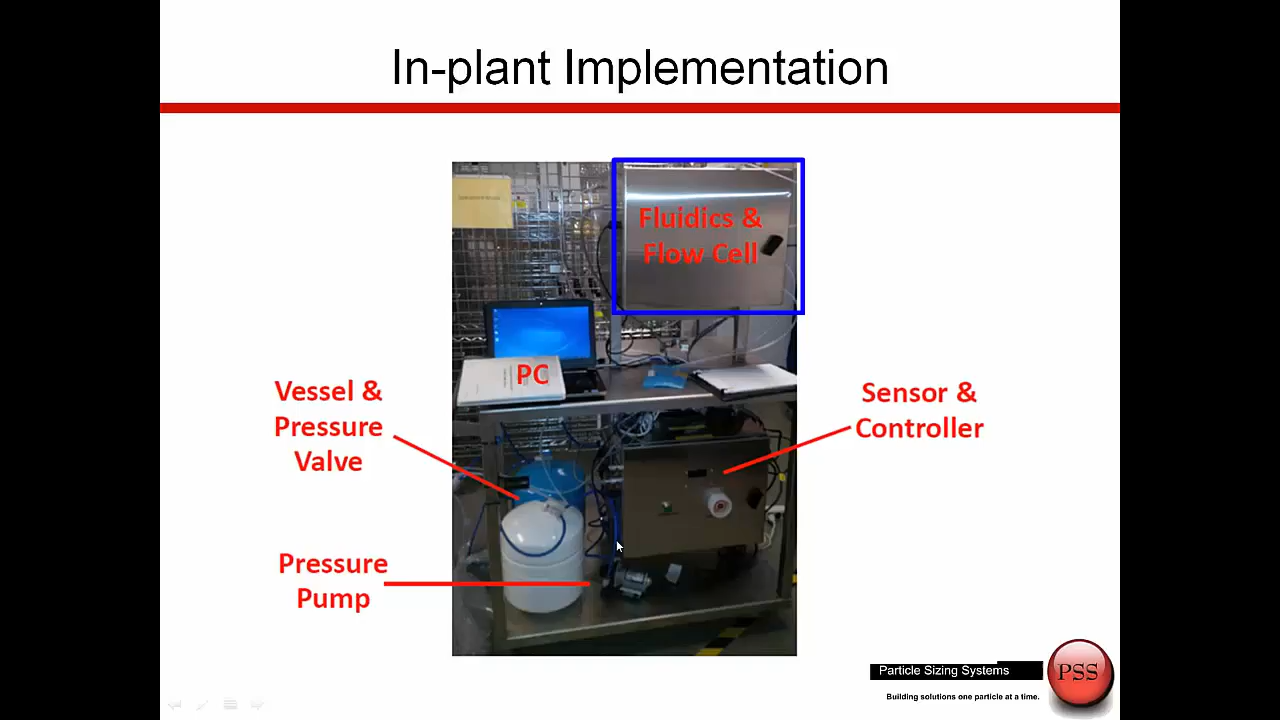 In-plant Implementation
Fluidics &
Flow Cell
PC
Vessel &
Pressure
Valve
Sensor &
Controller
Pressure
Pump
Particle Sizing Systems
PSS
Building solutions one particle at a time.